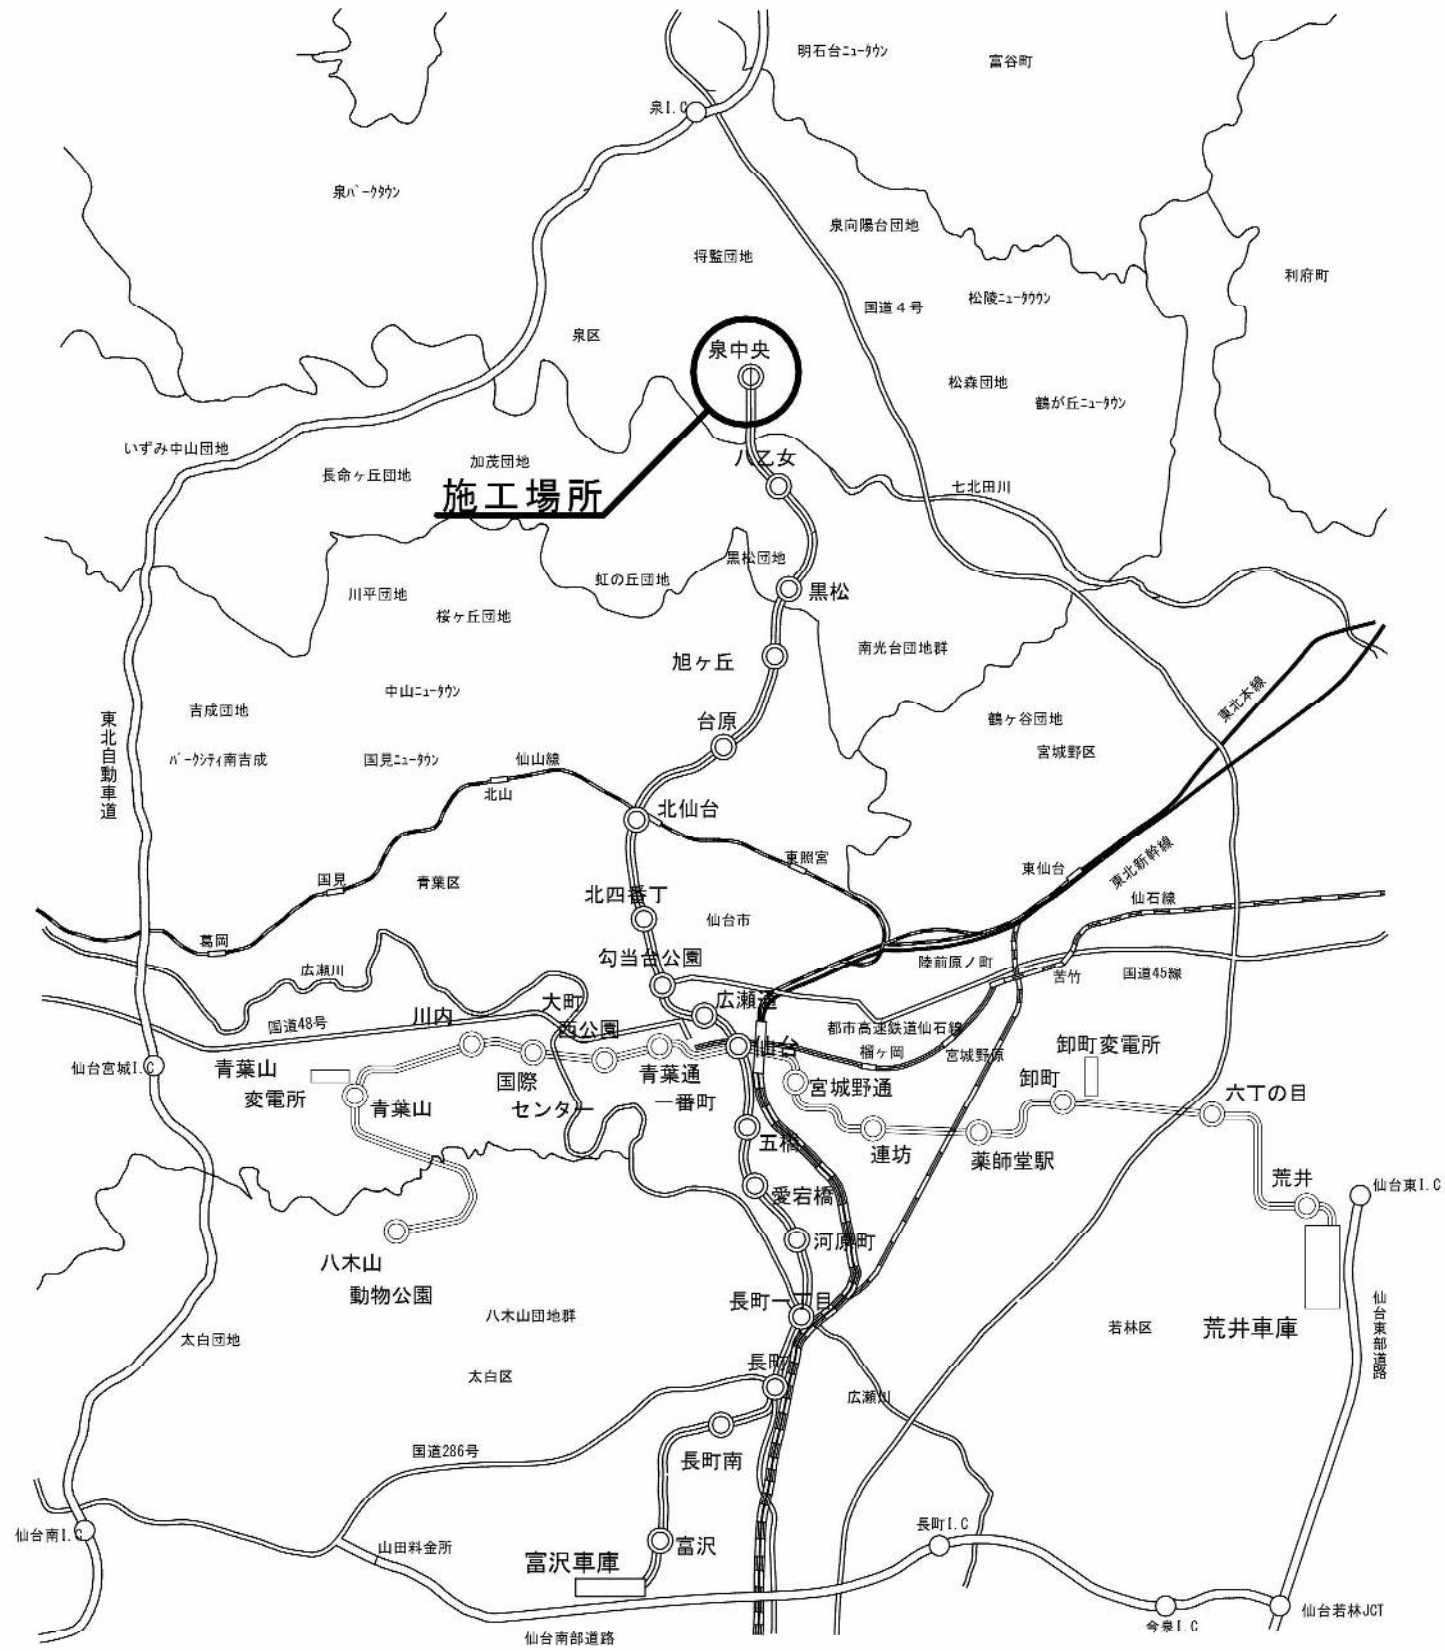 明石台ニュータウン
富谷町
泉I.C
泉パークタウン
泉向陽台団地
将監団地
利府町
松陵ニュータウウン
国道４号
泉区
泉中央
松森団地
鶴が丘ニュータウン
いずみ中山団地
長命ヶ丘団地
加茂団地
八乙女
施工場所
七北田川
黒松団地
虹の丘団地
川平団地
黒松
桜ヶ丘団地
旭ヶ丘
南光台団地群
中山ニュータウン
東北本線
吉成団地
台原
鶴ヶ谷団地
東北自動車道
宮城野区
パークシティ南吉成
国見ニュータウン
仙山線
北山
北仙台
東照宮
東仙台
東北新幹線
国見
青葉区
北四番丁
仙石線
仙台市
葛岡
勾当台公園
陸前原ノ町
広瀬川
苦竹
国道45線
大町
西公園
広瀬通
川内
国道48号
都市高速鉄道仙石線
仙台
榴ヶ岡
宮城野原
卸町変電所
仙台宮城I.C
青葉山
変電所
青葉山
国際
センター
青葉通
一番町
宮城野通
卸町
六丁の目
五橋
連坊
薬師堂駅
荒井
仙台東I.C
愛宕橋
河原町
八木山
動物公園
長町一丁目
八木山団地群
太白団地
若林区
荒井車庫
仙台東部道路
長町
太白区
広瀬川
国道286号
長町南
仙台南I.C
山田料金所
富沢
長町I.C
富沢車庫
仙台若林JCT
今泉I.C
仙台南部道路